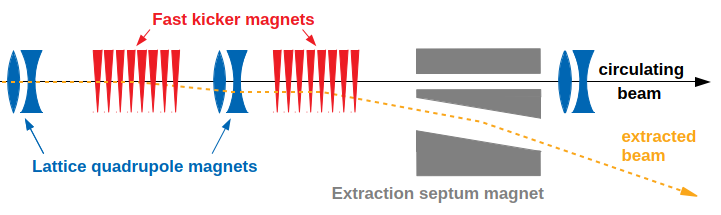 Fast kicker magnets
circulating
beam
extracted
beam
Lattice quadrupole magnets
Extraction septum magnet